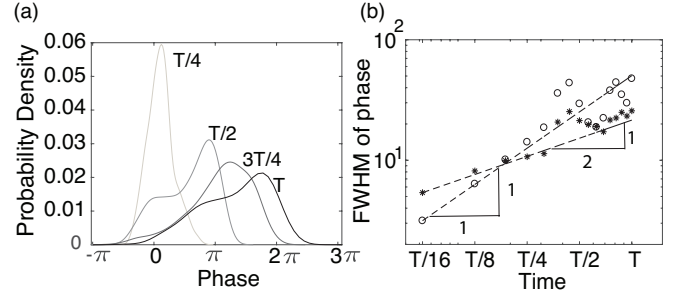 (a)
0.06
0.05
0.04
0.03
0.02
0.01
0
Probability Density
T/4
T/2
3T/4
T
-π 0 π 2π 3π
Phase
(b)
10²
10¹
FWHM of phase
1
1
2
1
T/16 T/8 T/4 T/2 T
Time